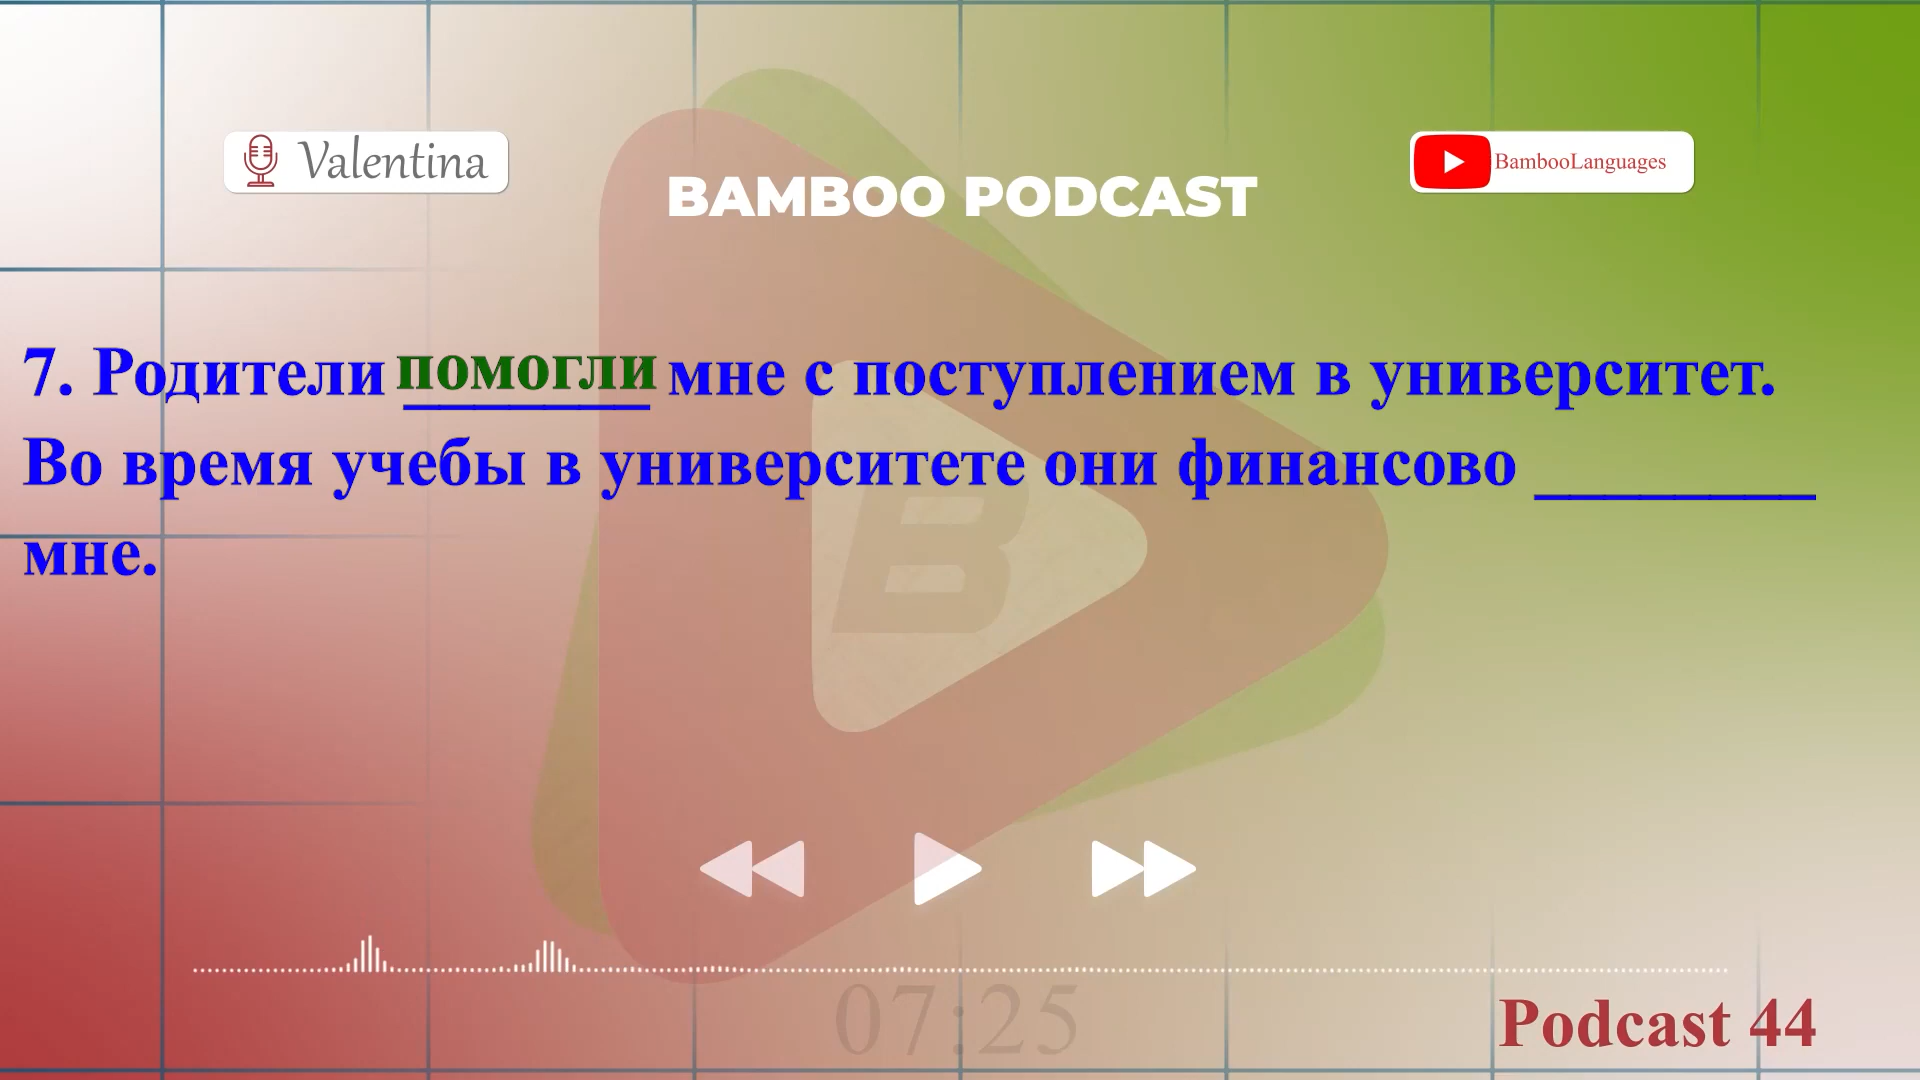 Valentina
BAMBOO PODCAST
BambooLanguages
7. Родители помогли мне с поступлением в университет.
Во время учебы в университете они финансово ________
мне.
B
07:25
Podcast 44